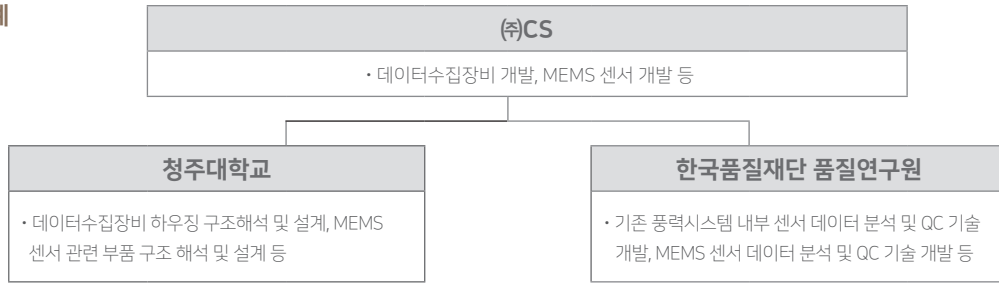 ㈜CS
• 데이터수집장비 개발, MEMS 센서 개발 등
청주대학교
• 데이터수집장비 하우징 구조해석 및 설계, MEMS
센서 관련 부품 구조 해석 및 설계 등
한국품질재단 품질연구원
• 기존 풍력시스템 내부 센서 데이터 분석 및 QC 기술
개발, MEMS 센서 데이터 분석 및 QC 기술 개발 등